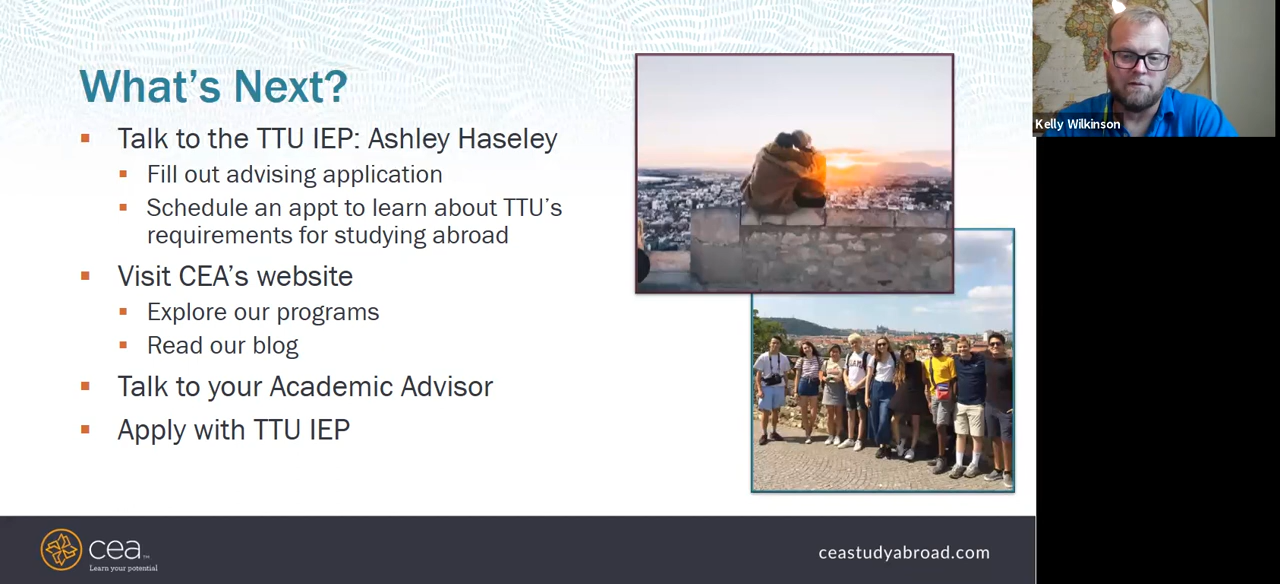 What's Next?
Talk to the TTU IEP: Ashley Haseley
Fill out advising application
Schedule an appt to learn about TTU's
requirements for studying abroad
Visit CEA's website
Explore our programs
Read our blog
Talk to your Academic Advisor
Apply with TTU IEP
cea™
Learn your potential
ceastudyabroad.com
Kelly Wilkinson